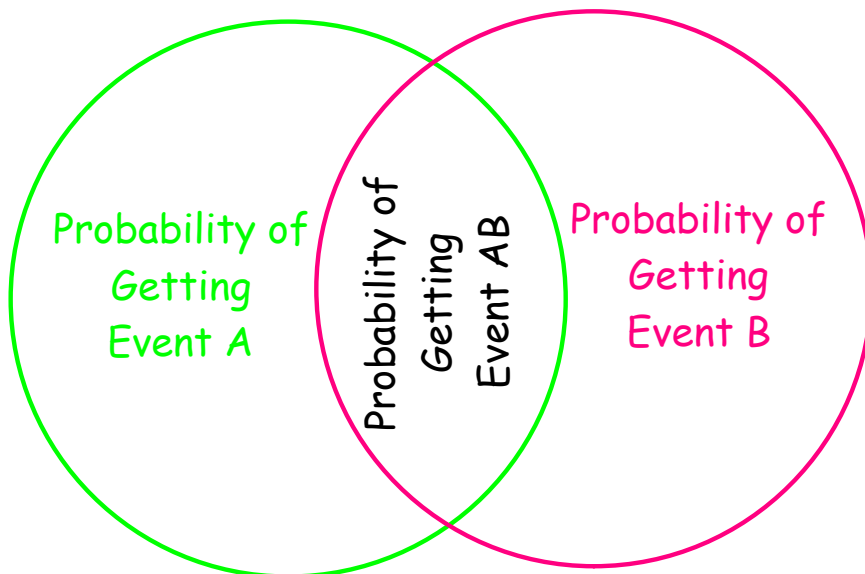 Probability of
Getting
Event A
Probability of
Getting
Event AB
Probability of
Getting
Event B